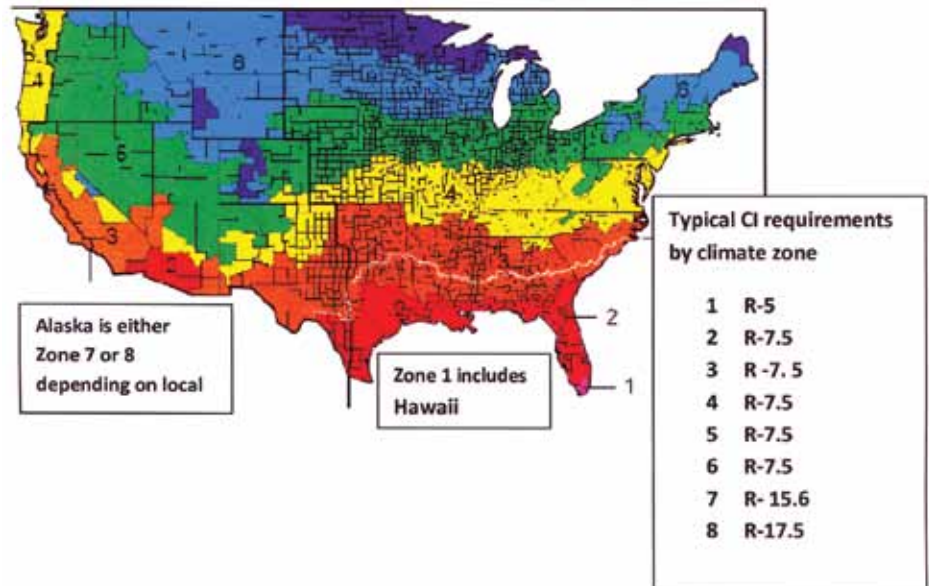 6
4
6
6
4
3
2
Typical CI requirements
by climate zone
1 R-5
2 R-7.5
3 R -7. 5
4 R-7.5
5 R-7.5
6 R-7.5
7 R- 15.6
8 R-17.5
2
1
Alaska is either
Zone 7 or 8
depending on local
Zone 1 includes
Hawaii